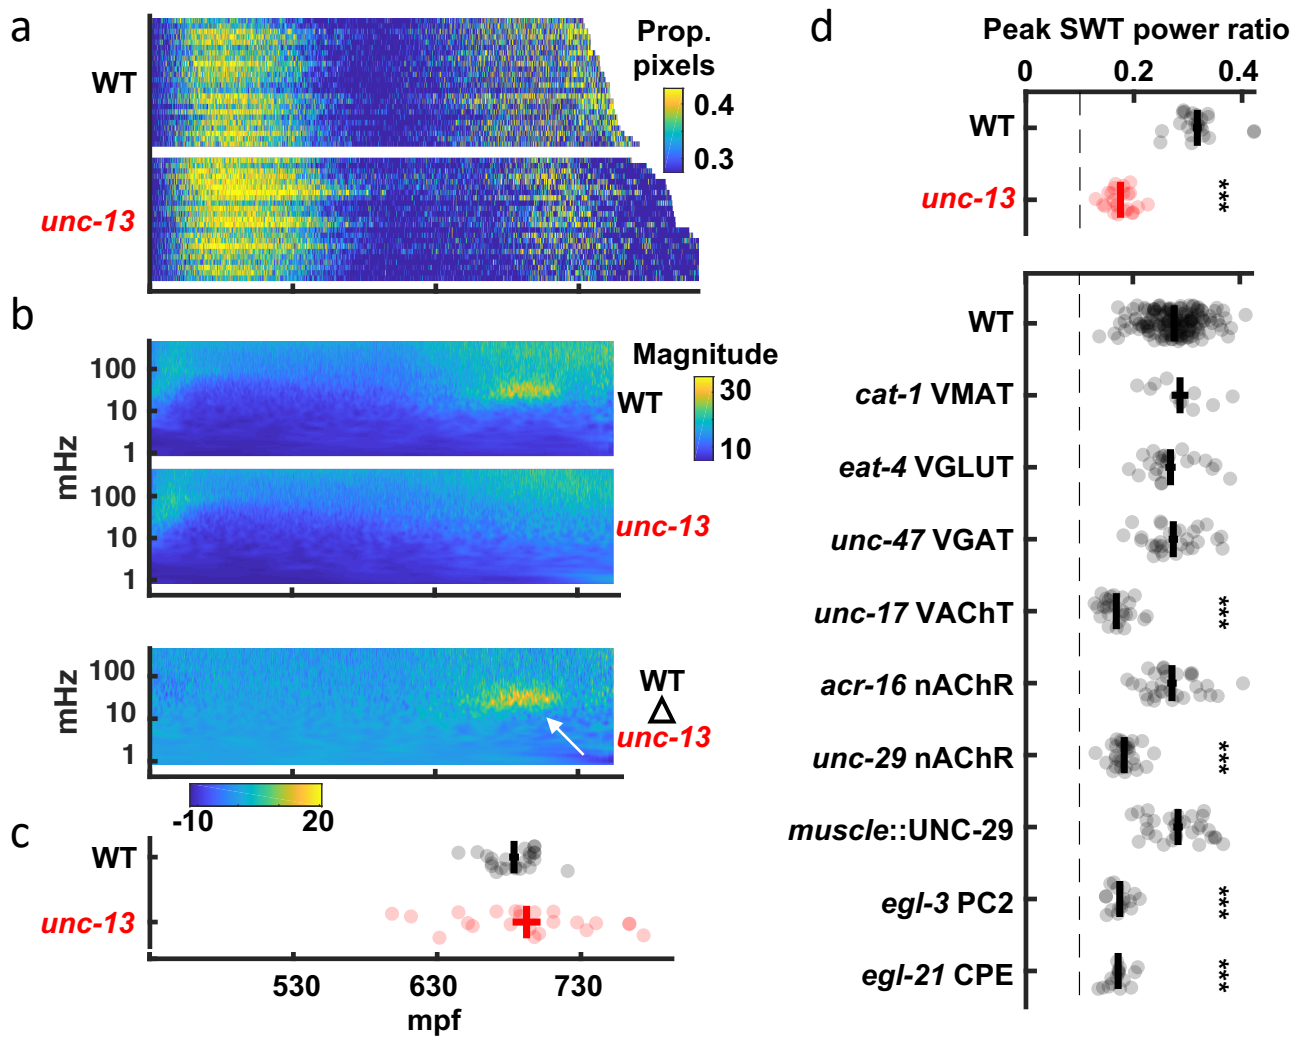 a
WT
unc-13
Prop.
pixels
0.4
0.3
b
100
10
1
mHz
100
10
1
Magnitude
30
10
WT
unc-13
mHz
100
10
1
WT
Δ
unc-13
-10 20
c
WT
unc-13
530 630 730
mpf
d
Peak SWT power ratio
0 0.2 0.4
WT
unc-13 ***
WT
cat-1 VMAT
eat-4 VGLUT
unc-47 VGAT
unc-17 VAChT ***
acr-16 nAChR
unc-29 nAChR ***
muscle::UNC-29
egl-3 PC2 ***
egl-21 CPE ***